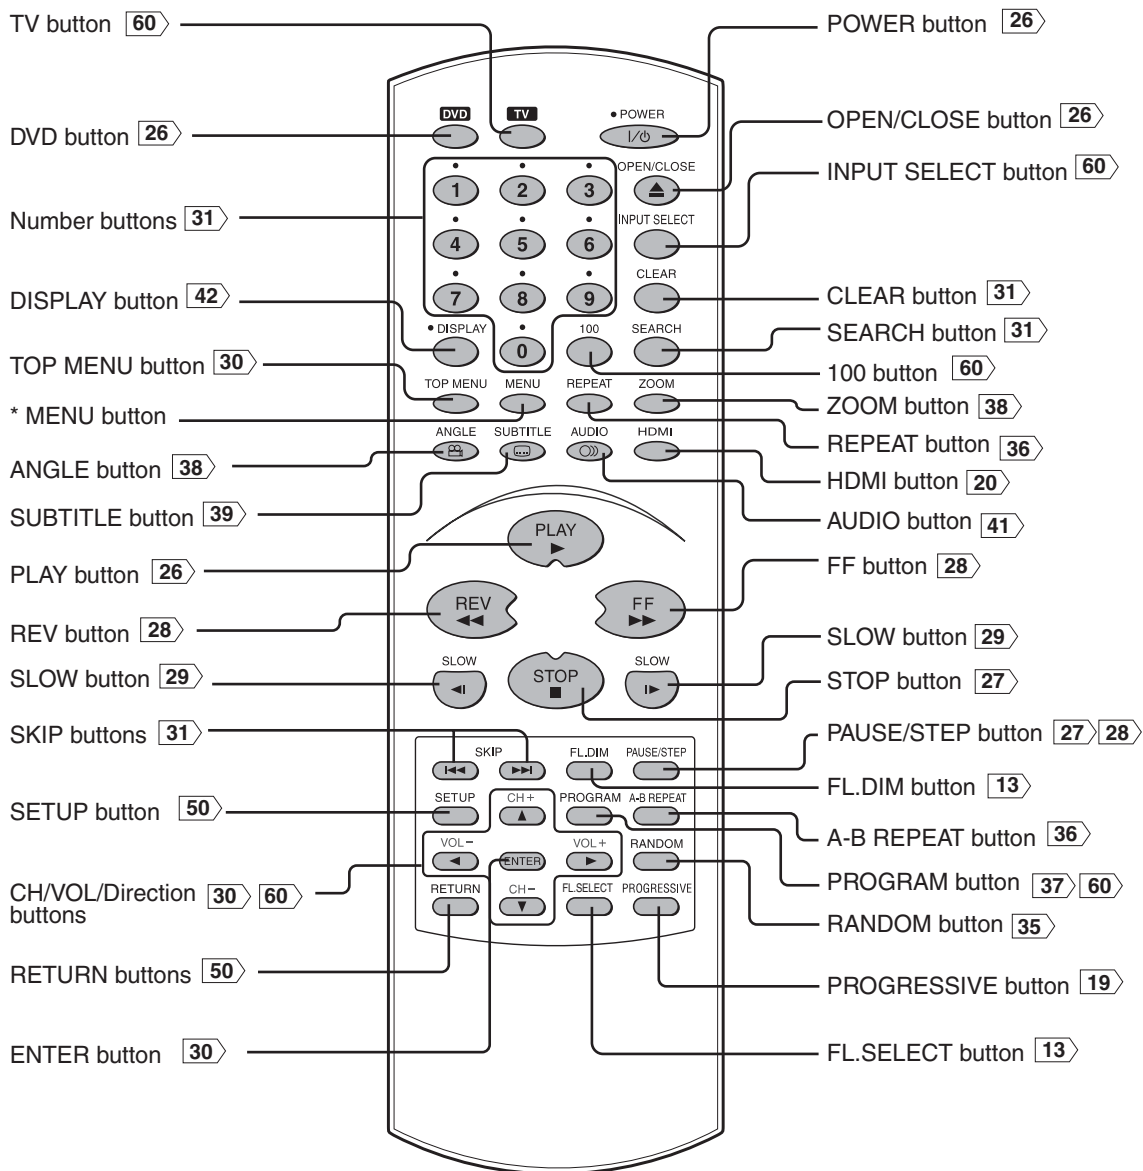 TV button 60
DVD button 26
Number buttons 31
DISPLAY button 42
TOP MENU button 30
* MENU button
ANGLE button 38
SUBTITLE button 39
PLAY button 26
REV button 28
SLOW button 29
SKIP buttons 31
SETUP button 50
CH/VOL/Direction 30 60
buttons
RETURN buttons 50
ENTER button 30
DVD TV • POWER
I/⏻
• • • OPEN/CLOSE
1 2 3
• • • INPUT SELECT
4 5 6
• • • CLEAR
7 8 9
• DISPLAY • 100 SEARCH
0
TOP MENU MENU REPEAT ZOOM
ANGLE SUBTITLE AUDIO HDMI
PLAY
►
REV FF
◄◄ ►►
SLOW STOP SLOW
◄I ■ I►
SKIP FL.DIM PAUSE/STEP
I◄◄ ►►I
SETUP CH+ PROGRAM A-B REPEAT
▲
VOL− VOL+ RANDOM
◄ ENTER ►
RETURN CH− FL.SELECT PROGRESSIVE
▼
POWER button 26
OPEN/CLOSE button 26
INPUT SELECT button 60
CLEAR button 31
SEARCH button 31
100 button 60
ZOOM button 38
REPEAT button 36
HDMI button 20
AUDIO button 41
FF button 28
SLOW button 29
STOP button 27
PAUSE/STEP button 27 28
FL.DIM button 13
A-B REPEAT button 36
PROGRAM button 37 60
RANDOM button 35
PROGRESSIVE button 19
FL.SELECT button 13